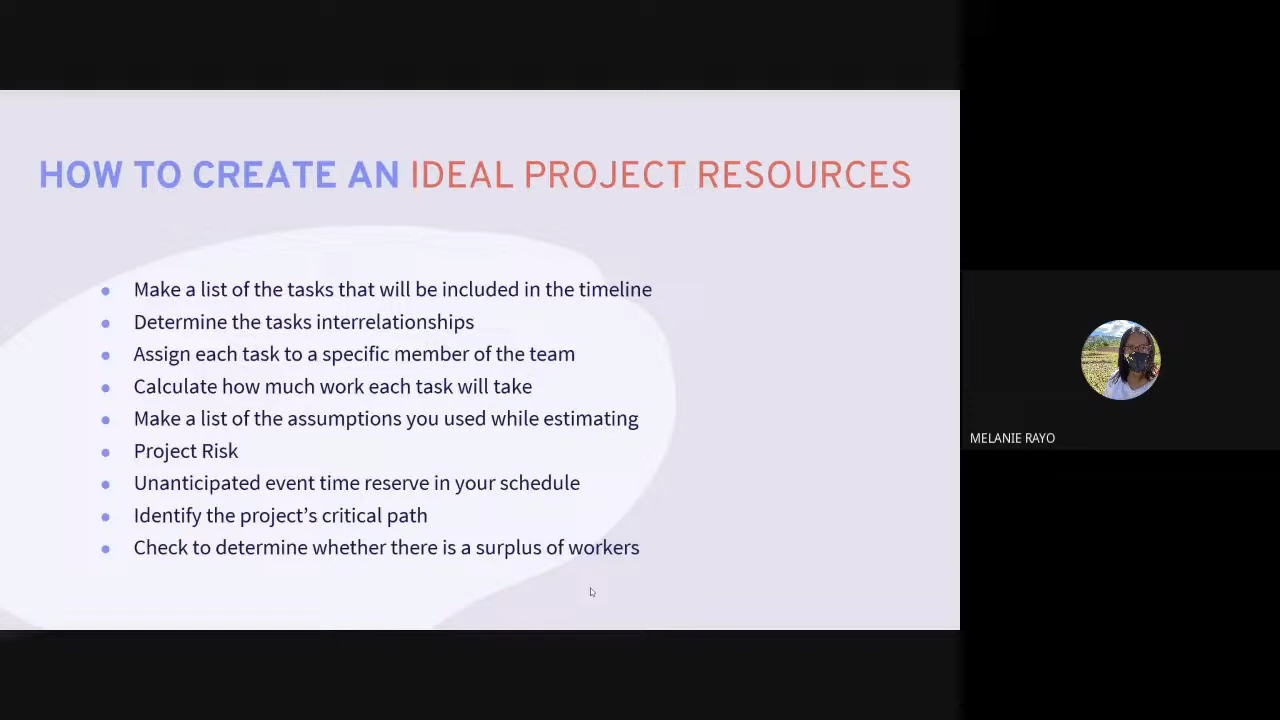 HOW TO CREATE AN IDEAL PROJECT RESOURCES
Make a list of the tasks that will be included in the timeline
Determine the tasks interrelationships
Assign each task to a specific member of the team
Calculate how much work each task will take
Make a list of the assumptions you used while estimating
Project Risk
Unanticipated event time reserve in your schedule
Identify the project’s critical path
Check to determine whether there is a surplus of workers
MELANIE RAYO